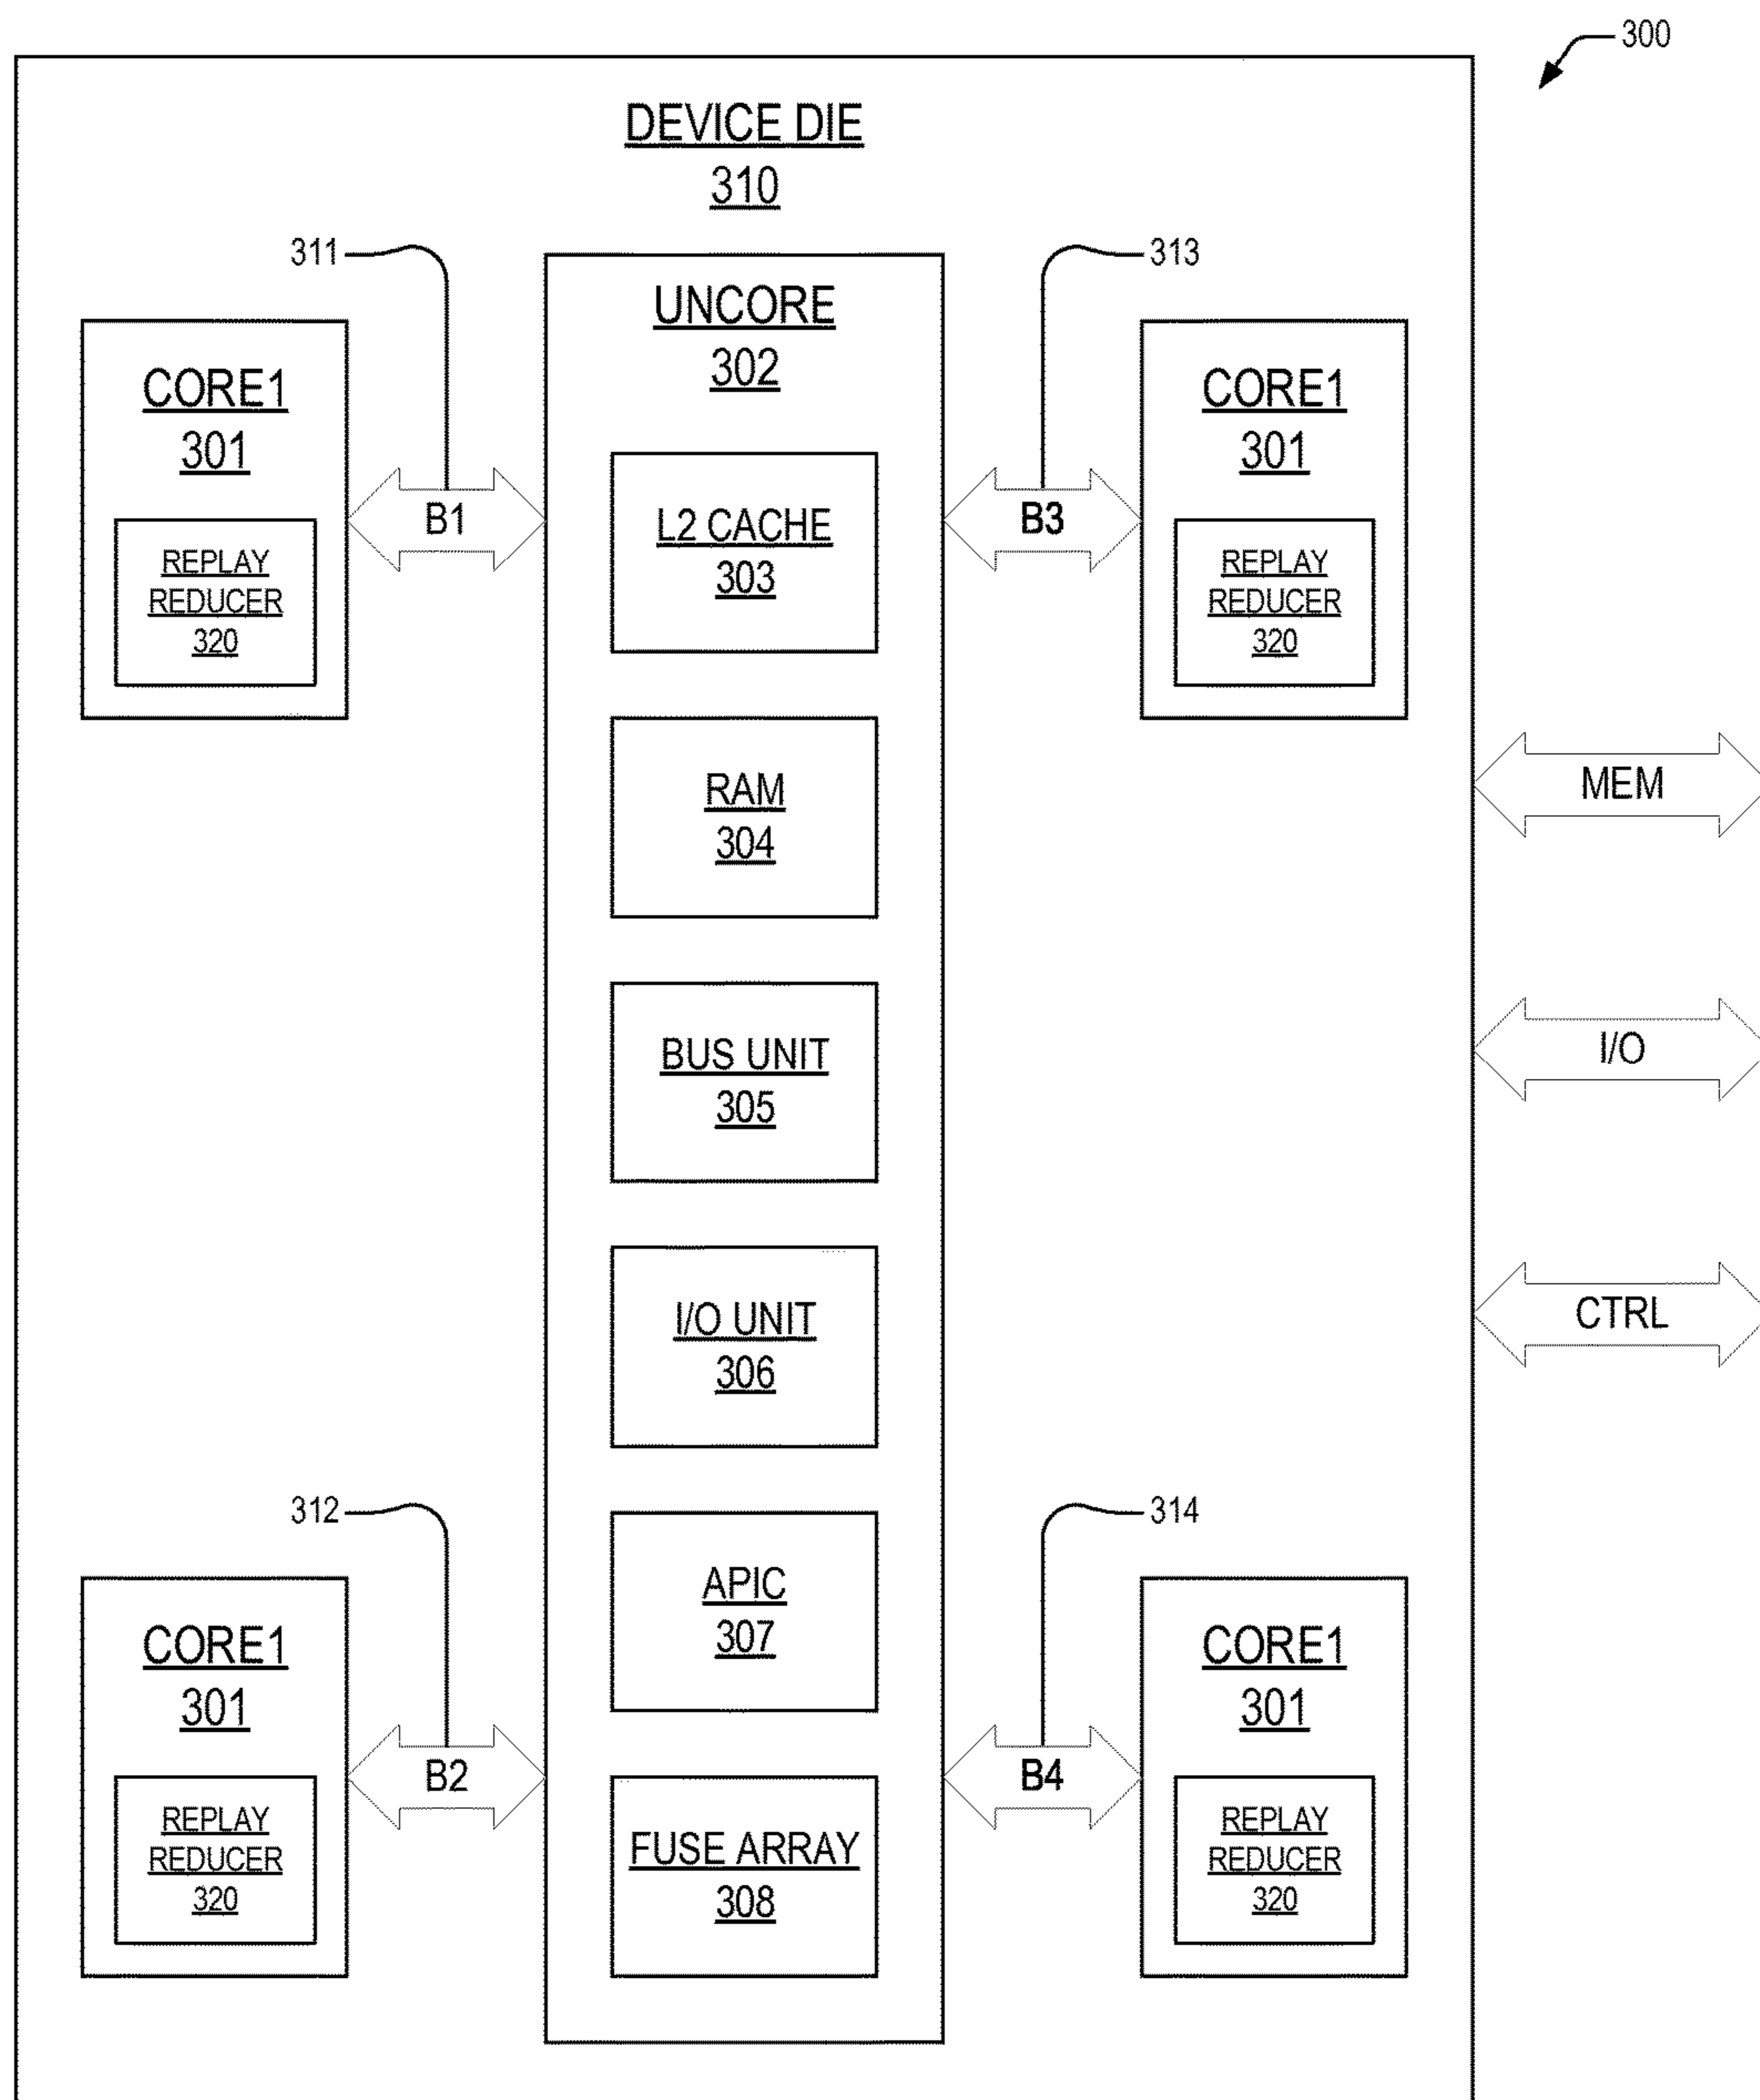 300
DEVICE DIE
310
311
313
UNCORE
302
CORE1
301
REPLAY
REDUCER
320
B1
L2 CACHE
303
B3
CORE1
301
REPLAY
REDUCER
320
RAM
304
MEM
BUS UNIT
305
I/O
I/O UNIT
306
CTRL
312
314
APIC
307
CORE1
301
REPLAY
REDUCER
320
B2
FUSE ARRAY
308
B4
CORE1
301
REPLAY
REDUCER
320